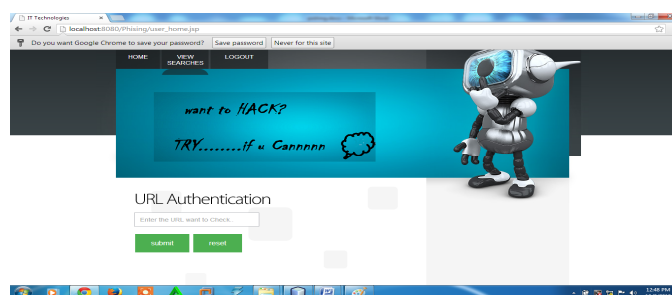 IT Technologies
localhost:8080/Phising/user_home.jsp
Do you want Google Chrome to save your password? Save password Never for this site
HOME VIEW SEARCHES LOGOUT
want to HACK?
TRY........if u Cannnnn
URL Authentication
Enter the URL want to Check
submit reset
12:48 PM